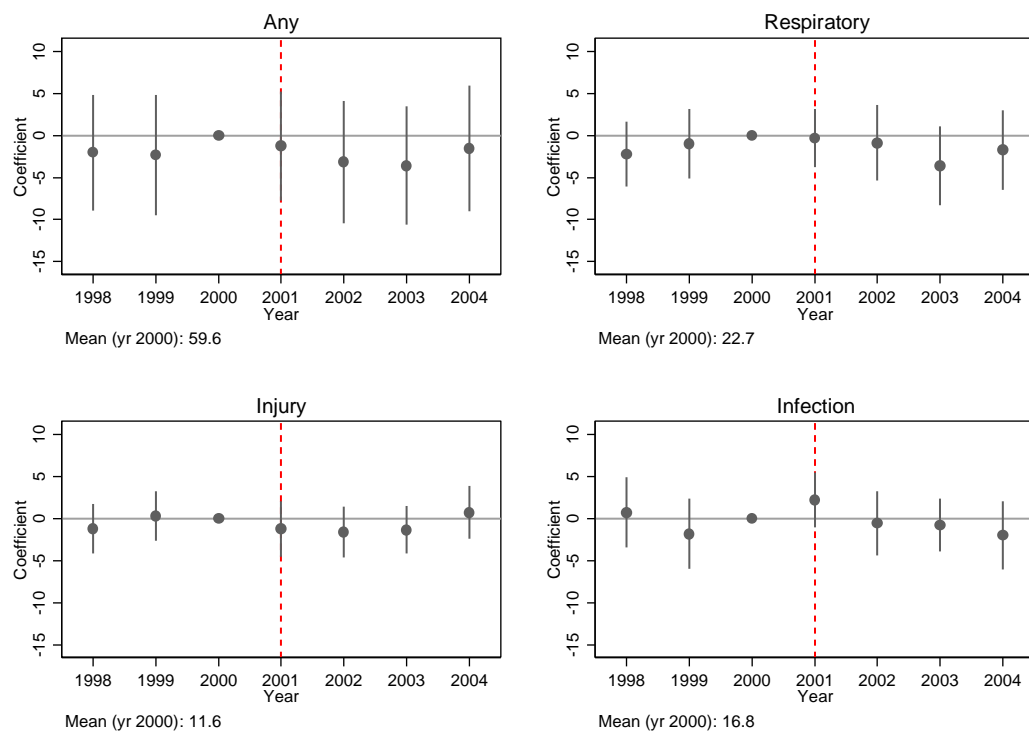 Any
Coefficient
10
5
0
-5
-10
-15
1998 1999 2000 2001 2002 2003 2004
Year
Mean (yr 2000): 59.6
Respiratory
Coefficient
10
5
0
-5
-10
-15
1998 1999 2000 2001 2002 2003 2004
Year
Mean (yr 2000): 22.7
Injury
Coefficient
10
5
0
-5
-10
-15
1998 1999 2000 2001 2002 2003 2004
Year
Mean (yr 2000): 11.6
Infection
Coefficient
10
5
0
-5
-10
-15
1998 1999 2000 2001 2002 2003 2004
Year
Mean (yr 2000): 16.8